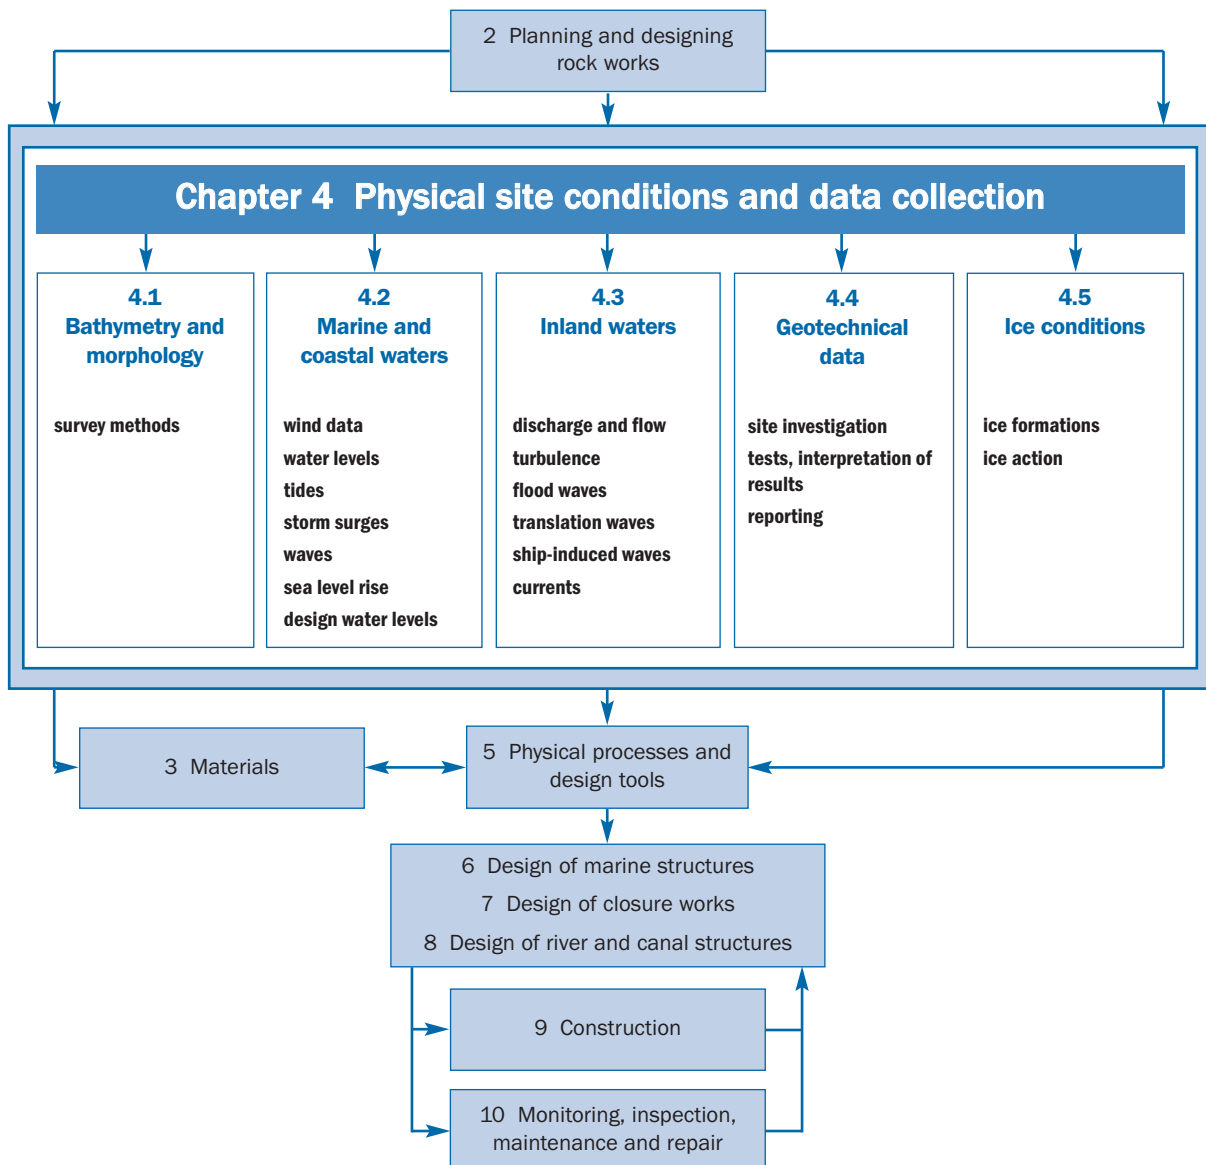 2 Planning and designing
rock works
Chapter 4 Physical site conditions and data collection
4.1
Bathymetry and
morphology
survey methods
4.2
Marine and
coastal waters
wind data
water levels
tides
storm surges
waves
sea level rise
design water levels
4.3
Inland waters
discharge and flow
turbulence
flood waves
translation waves
ship-induced waves
currents
4.4
Geotechnical
data
site investigation
tests, interpretation of
results
reporting
4.5
Ice conditions
ice formations
ice action
3 Materials
5 Physical processes and
design tools
6 Design of marine structures
7 Design of closure works
8 Design of river and canal structures
9 Construction
10 Monitoring, inspection,
maintenance and repair